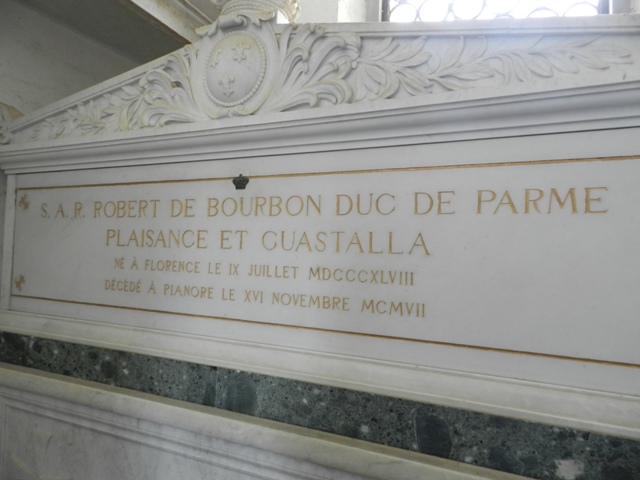 S. A. R. ROBERT DE BOURBON DUC DE PARME
PLAISANCE ET GUASTALLA
NÉ À FLORENCE LE IX JUILLET MDCCCXLVIII
DÉCÉDÉ À PIANORE LE XVI NOVEMBRE MCMVII